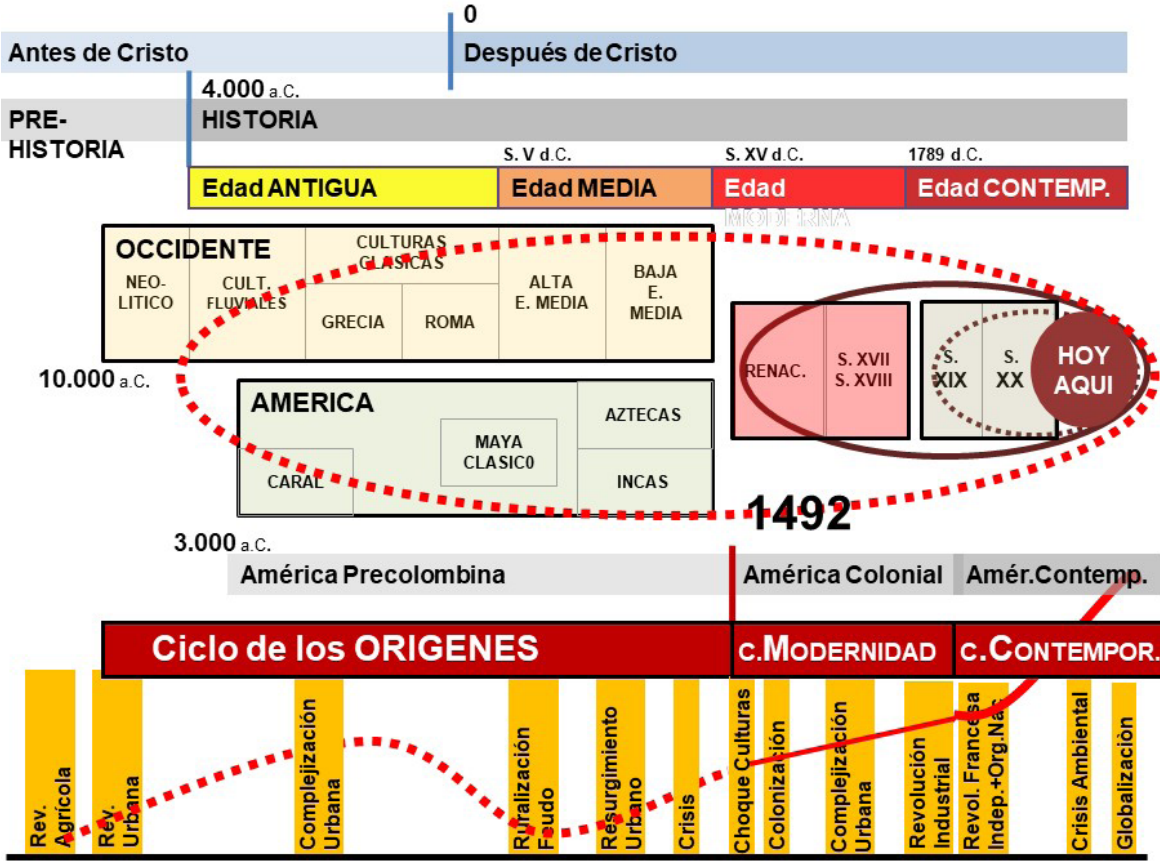 0
Antes de Cristo
Después de Cristo
4.000 a.C.
PRE-
HISTORIA
HISTORIA
S. V d.C.
S. XV d.C.
1789 d.C.
Edad ANTIGUA
Edad MEDIA
Edad
MODERNA
Edad CONTEMP.
OCCIDENTE
NEO-
LITICO
CULT.
FLUVIALES
CULTURAS
CLASICAS
GRECIA
ROMA
ALTA
E. MEDIA
BAJA
E.
MEDIA
RENAC.
S. XVII
S. XVIII
S.
XIX
S.
XX
HOY
AQUI
10.000 a.C.
AMERICA
CARAL
MAYA
CLASIC0
AZTECAS
INCAS
1492
3.000 a.C.
América Precolombina
América Colonial
Amér.Contemp.
Ciclo de los ORIGENES
c.MODERNIDAD
c.CONTEMPOR.
Rev.
Agrícola
Rev.
Urbana
Complejización
Urbana
Ruralización
Feudo
Resurgimiento
Urbano
Crisis
Choque Culturas
Colonización
Complejización
Urbana
Revolución
Industrial
Revol. Francesa
Indep.+Org.Nac.
Crisis Ambiental
Globalizaciòn